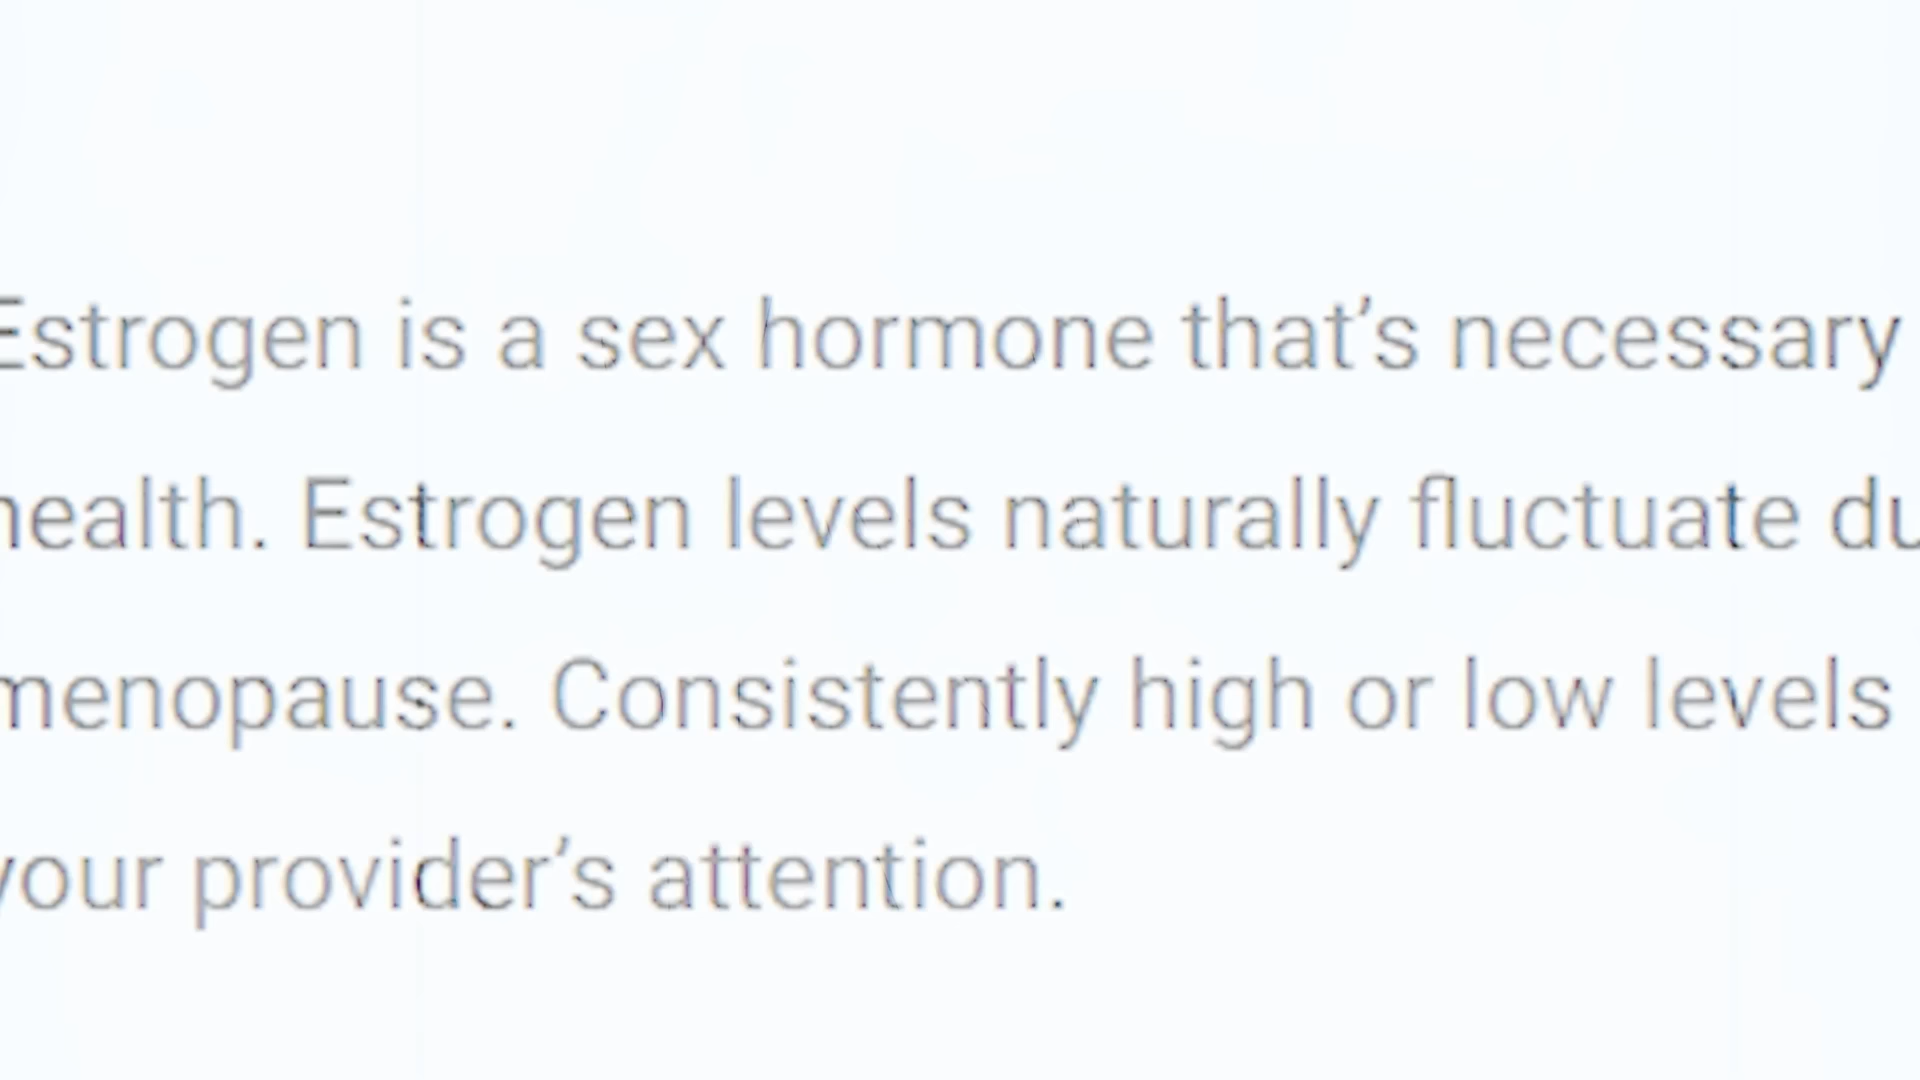 Estrogen is a sex hormone that’s necessary
health. Estrogen levels naturally fluctuate du
menopause. Consistently high or low levels
your provider’s attention.